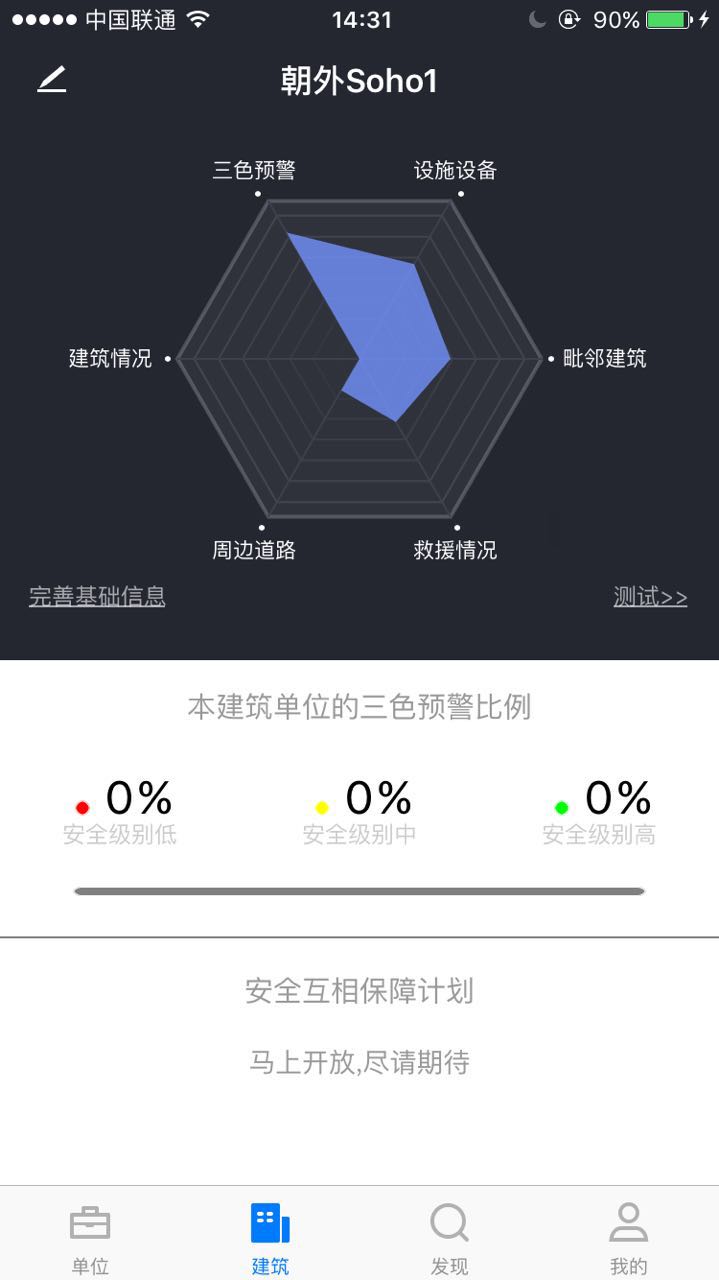 中国联通 14:31 90%
朝外Soho1
三色预警 设施设备
建筑情况 毗邻建筑
周边道路 救援情况
完善基础信息 测试>>
本建筑单位的三色预警比例
0% 0% 0%
安全级别低 安全级别中 安全级别高
安全互相保障计划
马上开放,尽请期待
单位 建筑 发现 我的